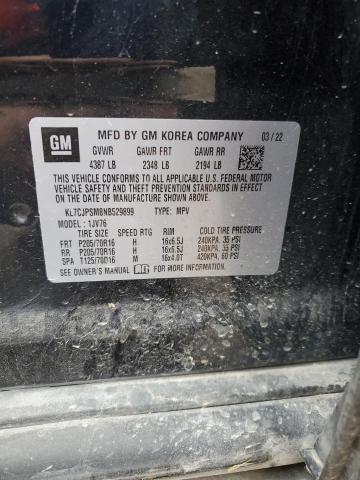 GM
MFD BY GM KOREA COMPANY 03/22
GVWR GAWR FRT GAWR RR
4387 LB 2348 LB 2194 LB
THIS VEHICLE CONFORMS TO ALL APPLICABLE U.S. FEDERAL MOTOR
VEHICLE SAFETY, BUMPER, AND THEFT PREVENTION STANDARDS IN
EFFECT ON THE DATE OF MANUFACTURE SHOWN ABOVE.
KL7CJPSM8NB529899 TYPE: MPV
MODEL: 1JV76
TIRE SIZE SPEED RTG RIM COLD TIRE PRESSURE
FRT P205/70R16 H 16x6.5J 240KPA, 35 PSI
RR P205/70R16 H 16x6.5J 240KPA, 35 PSI
SPA T125/70D16 M 16x4.0T 420KPA, 60 PSI
SEE OWNER'S MANUAL FOR MORE INFORMATION.